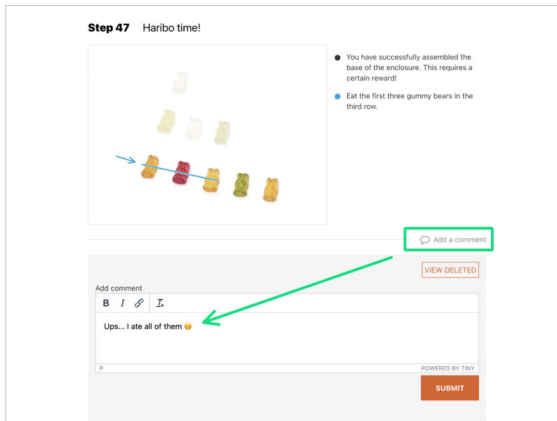 Step 47 Haribo time!
You have successfully assembled the
base of the enclosure. This requires a
certain reward!
Eat the first three gummy bears in the
third row.
Add a comment
VIEW DELETED
Add comment
B I
Ups... I ate all of them 😁
P POWERED BY TINY
SUBMIT